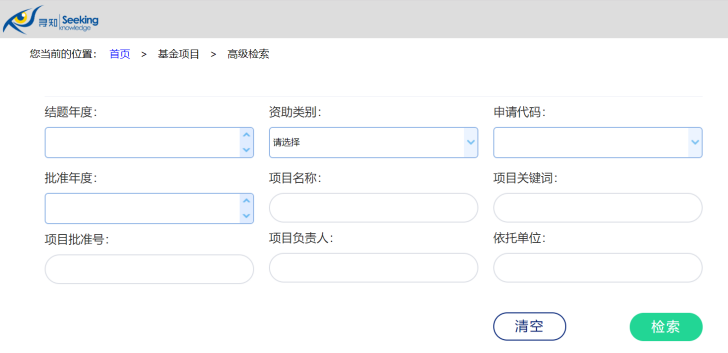 寻知 Seeking
knowledge
您当前的位置： 首页 > 基金项目 > 高级检索
结题年度： 资助类别： 申请代码：
请选择
批准年度： 项目名称： 项目关键词：
项目批准号： 项目负责人： 依托单位：
清空 检索